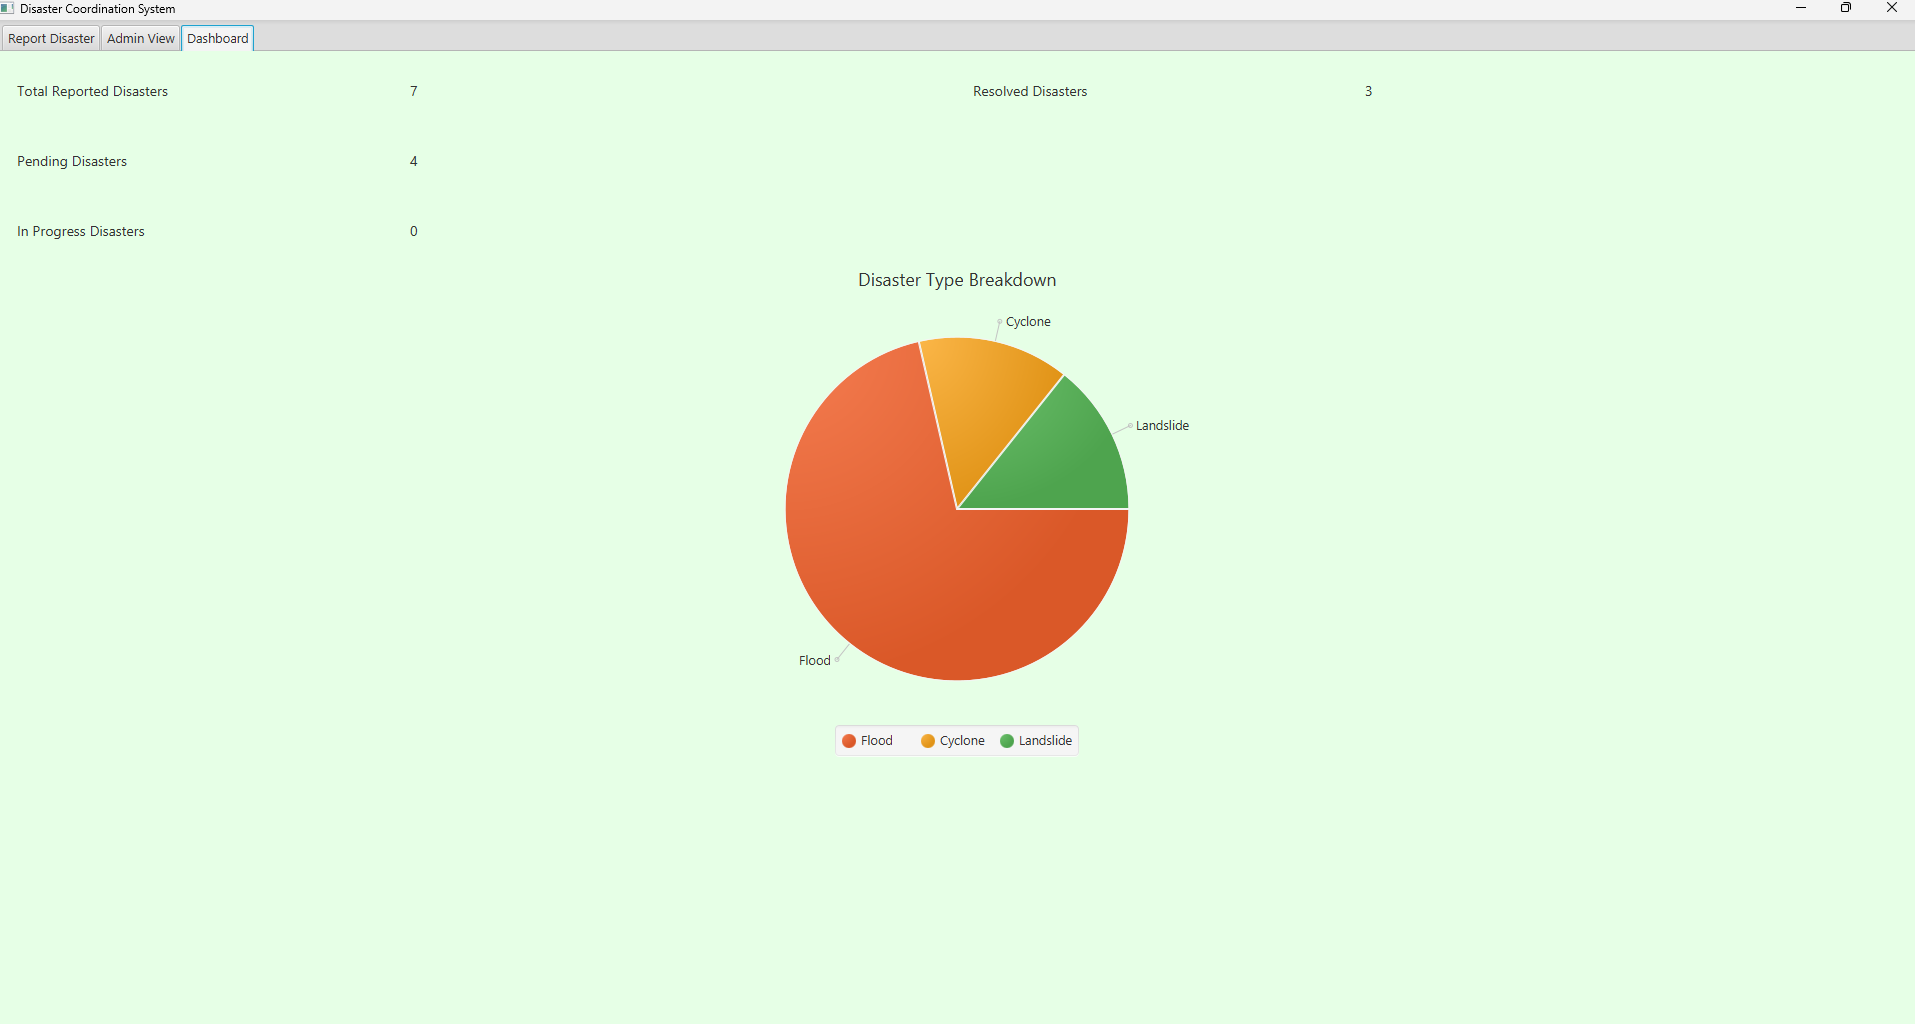 Disaster Coordination System
Report Disaster Admin View Dashboard
Total Reported Disasters 7 Resolved Disasters 3
Pending Disasters 4
In Progress Disasters 0
Disaster Type Breakdown
Cyclone
Landslide
Flood
Flood Cyclone Landslide